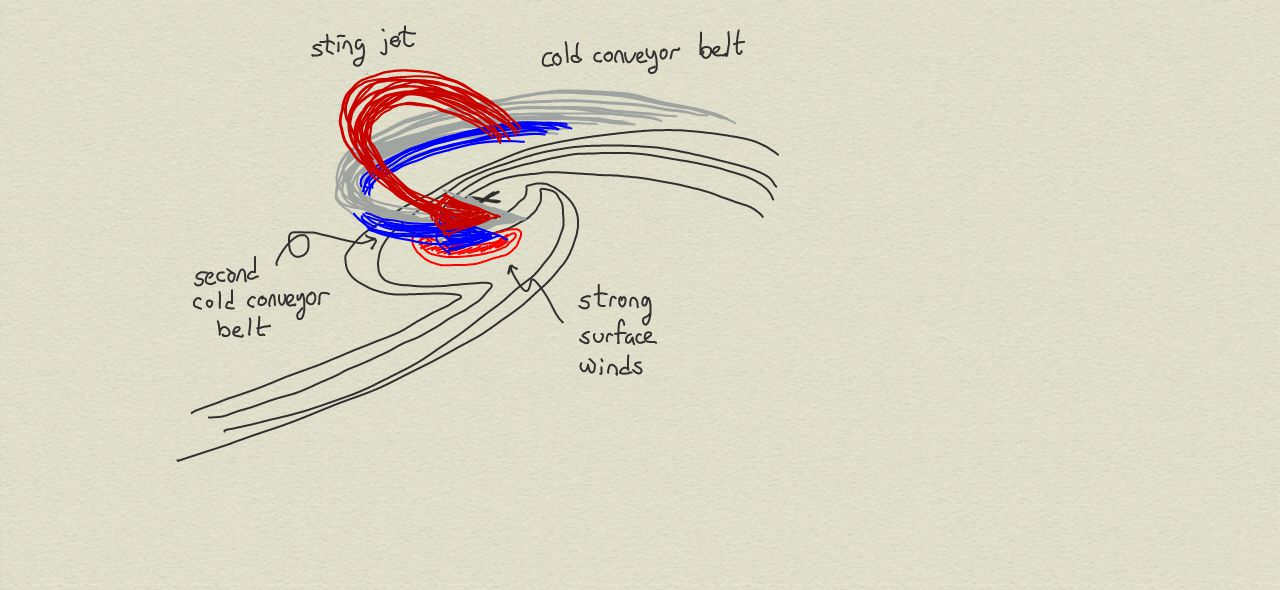 sting jet
cold conveyor belt
second
cold conveyor
belt
strong
surface
winds